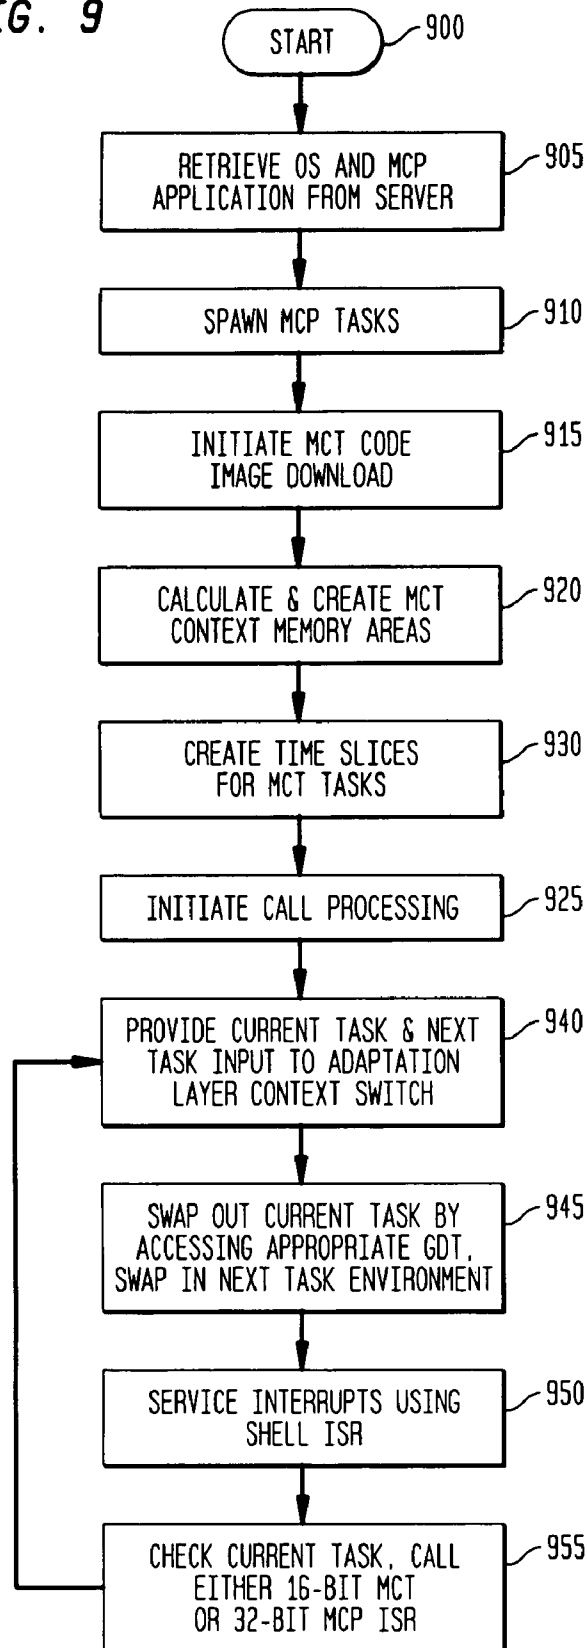 IG. 9
START
900
RETRIEVE OS AND MCP
APPLICATION FROM SERVER
905
SPAWN MCP TASKS
910
INITIATE MCT CODE
IMAGE DOWNLOAD
915
CALCULATE & CREATE MCT
CONTEXT MEMORY AREAS
920
CREATE TIME SLICES
FOR MCT TASKS
930
INITIATE CALL PROCESSING
925
PROVIDE CURRENT TASK & NEXT
TASK INPUT TO ADAPTATION
LAYER CONTEXT SWITCH
940
SWAP OUT CURRENT TASK BY
ACCESSING APPROPRIATE GDT,
SWAP IN NEXT TASK ENVIRONMENT
945
SERVICE INTERRUPTS USING
SHELL ISR
950
CHECK CURRENT TASK, CALL
EITHER 16-BIT MCT
OR 32-BIT MCP ISR
955